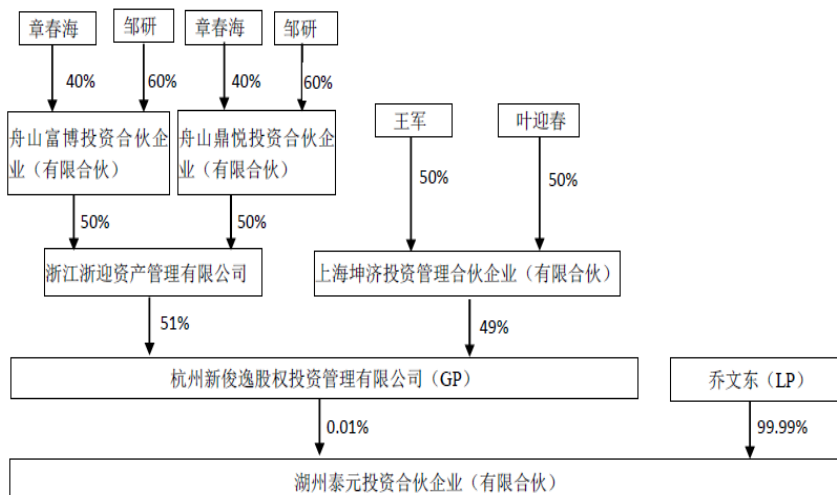 章春海
邹研
章春海
邹研
40%
60%
40%
60%
舟山富博投资合伙企
业（有限合伙）
舟山鼎悦投资合伙企
业（有限合伙）
王军
叶迎春
50%
50%
50%
50%
浙江浙迎资产管理有限公司
上海坤济投资管理合伙企业（有限合伙）
51%
49%
杭州新俊逸股权投资管理有限公司（GP）
乔文东（LP）
0.01%
99.99%
湖州泰元投资合伙企业（有限合伙）